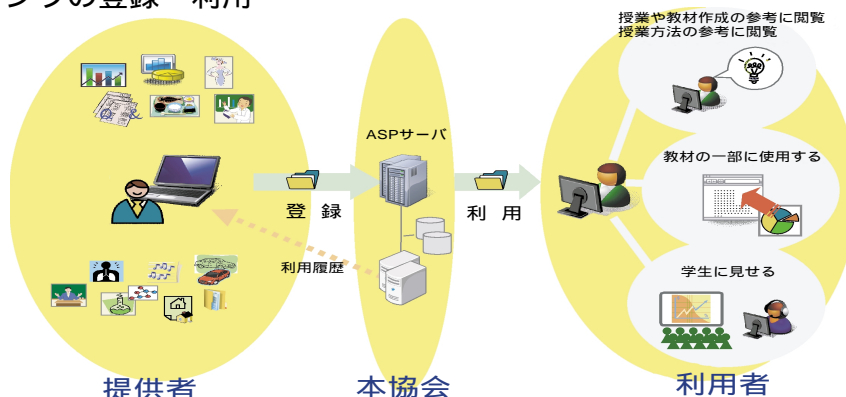 の登録 利用
授業や教材作成の参考に閲覧
授業方法の参考に閲覧
ASPサーバ
教材の一部に使用する
登 録
利 用
利用履歴
学生に見せる
提供者
本協会
利用者